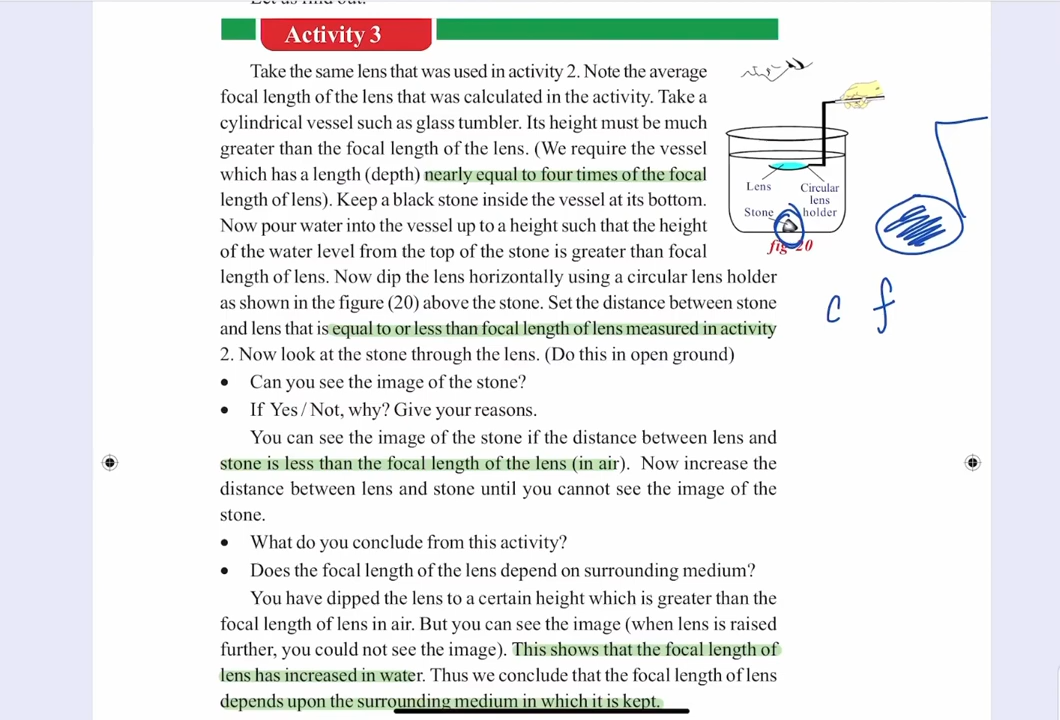 Activity 3
Take the same lens that was used in activity 2. Note the average
focal length of the lens that was calculated in the activity. Take a
cylindrical vessel such as glass tumbler. Its height must be much
greater than the focal length of the lens. (We require the vessel
which has a length (depth) nearly equal to four times of the focal
length of lens). Keep a black stone inside the vessel at its bottom.
Now pour water into the vessel up to a height such that the height
of the water level from the top of the stone is greater than focal
length of lens. Now dip the lens horizontally using a circular lens holder
as shown in the figure (20) above the stone. Set the distance between stone
and lens that is equal to or less than focal length of lens measured in activity
2. Now look at the stone through the lens. (Do this in open ground)
• Can you see the image of the stone?
• If Yes/Not, why? Give your reasons.
You can see the image of the stone if the distance between lens and
stone is less than the focal length of the lens (in air). Now increase the
distance between lens and stone until you cannot see the image of the
stone.
• What do you conclude from this activity?
• Does the focal length of the lens depend on surrounding medium?
You have dipped the lens to a certain height which is greater than the
focal length of lens in air. But you can see the image (when lens is raised
further, you could not see the image). This shows that the focal length of
lens has increased in water. Thus we conclude that the focal length of lens
depends upon the surrounding medium in which it is kept.
Lens
Circular
lens
holder
Stone
fig-20
c f